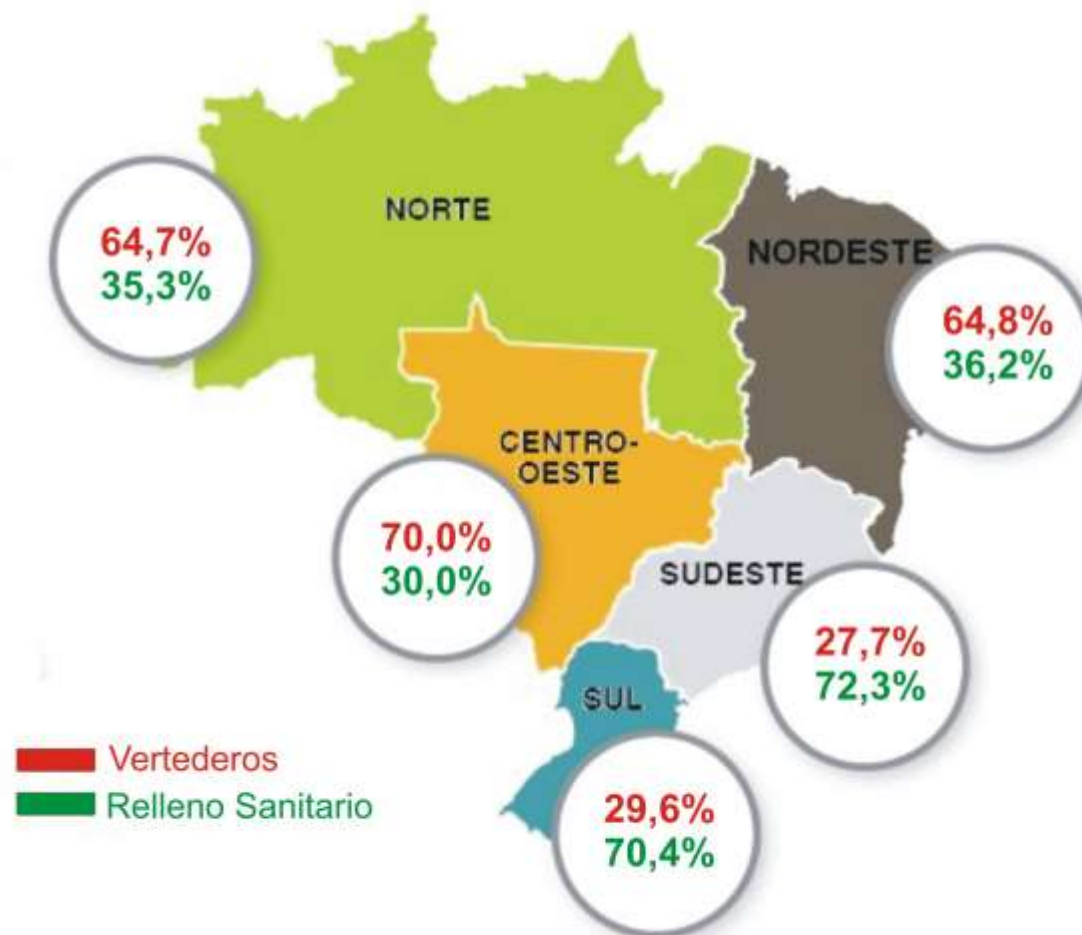 NORTE
64,7%
35,3%
NORDESTE
64,8%
36,2%
CENTRO-
OESTE
70,0%
30,0%
SUDESTE
27,7%
72,3%
SUL
29,6%
70,4%
Vertederos
Relleno Sanitario